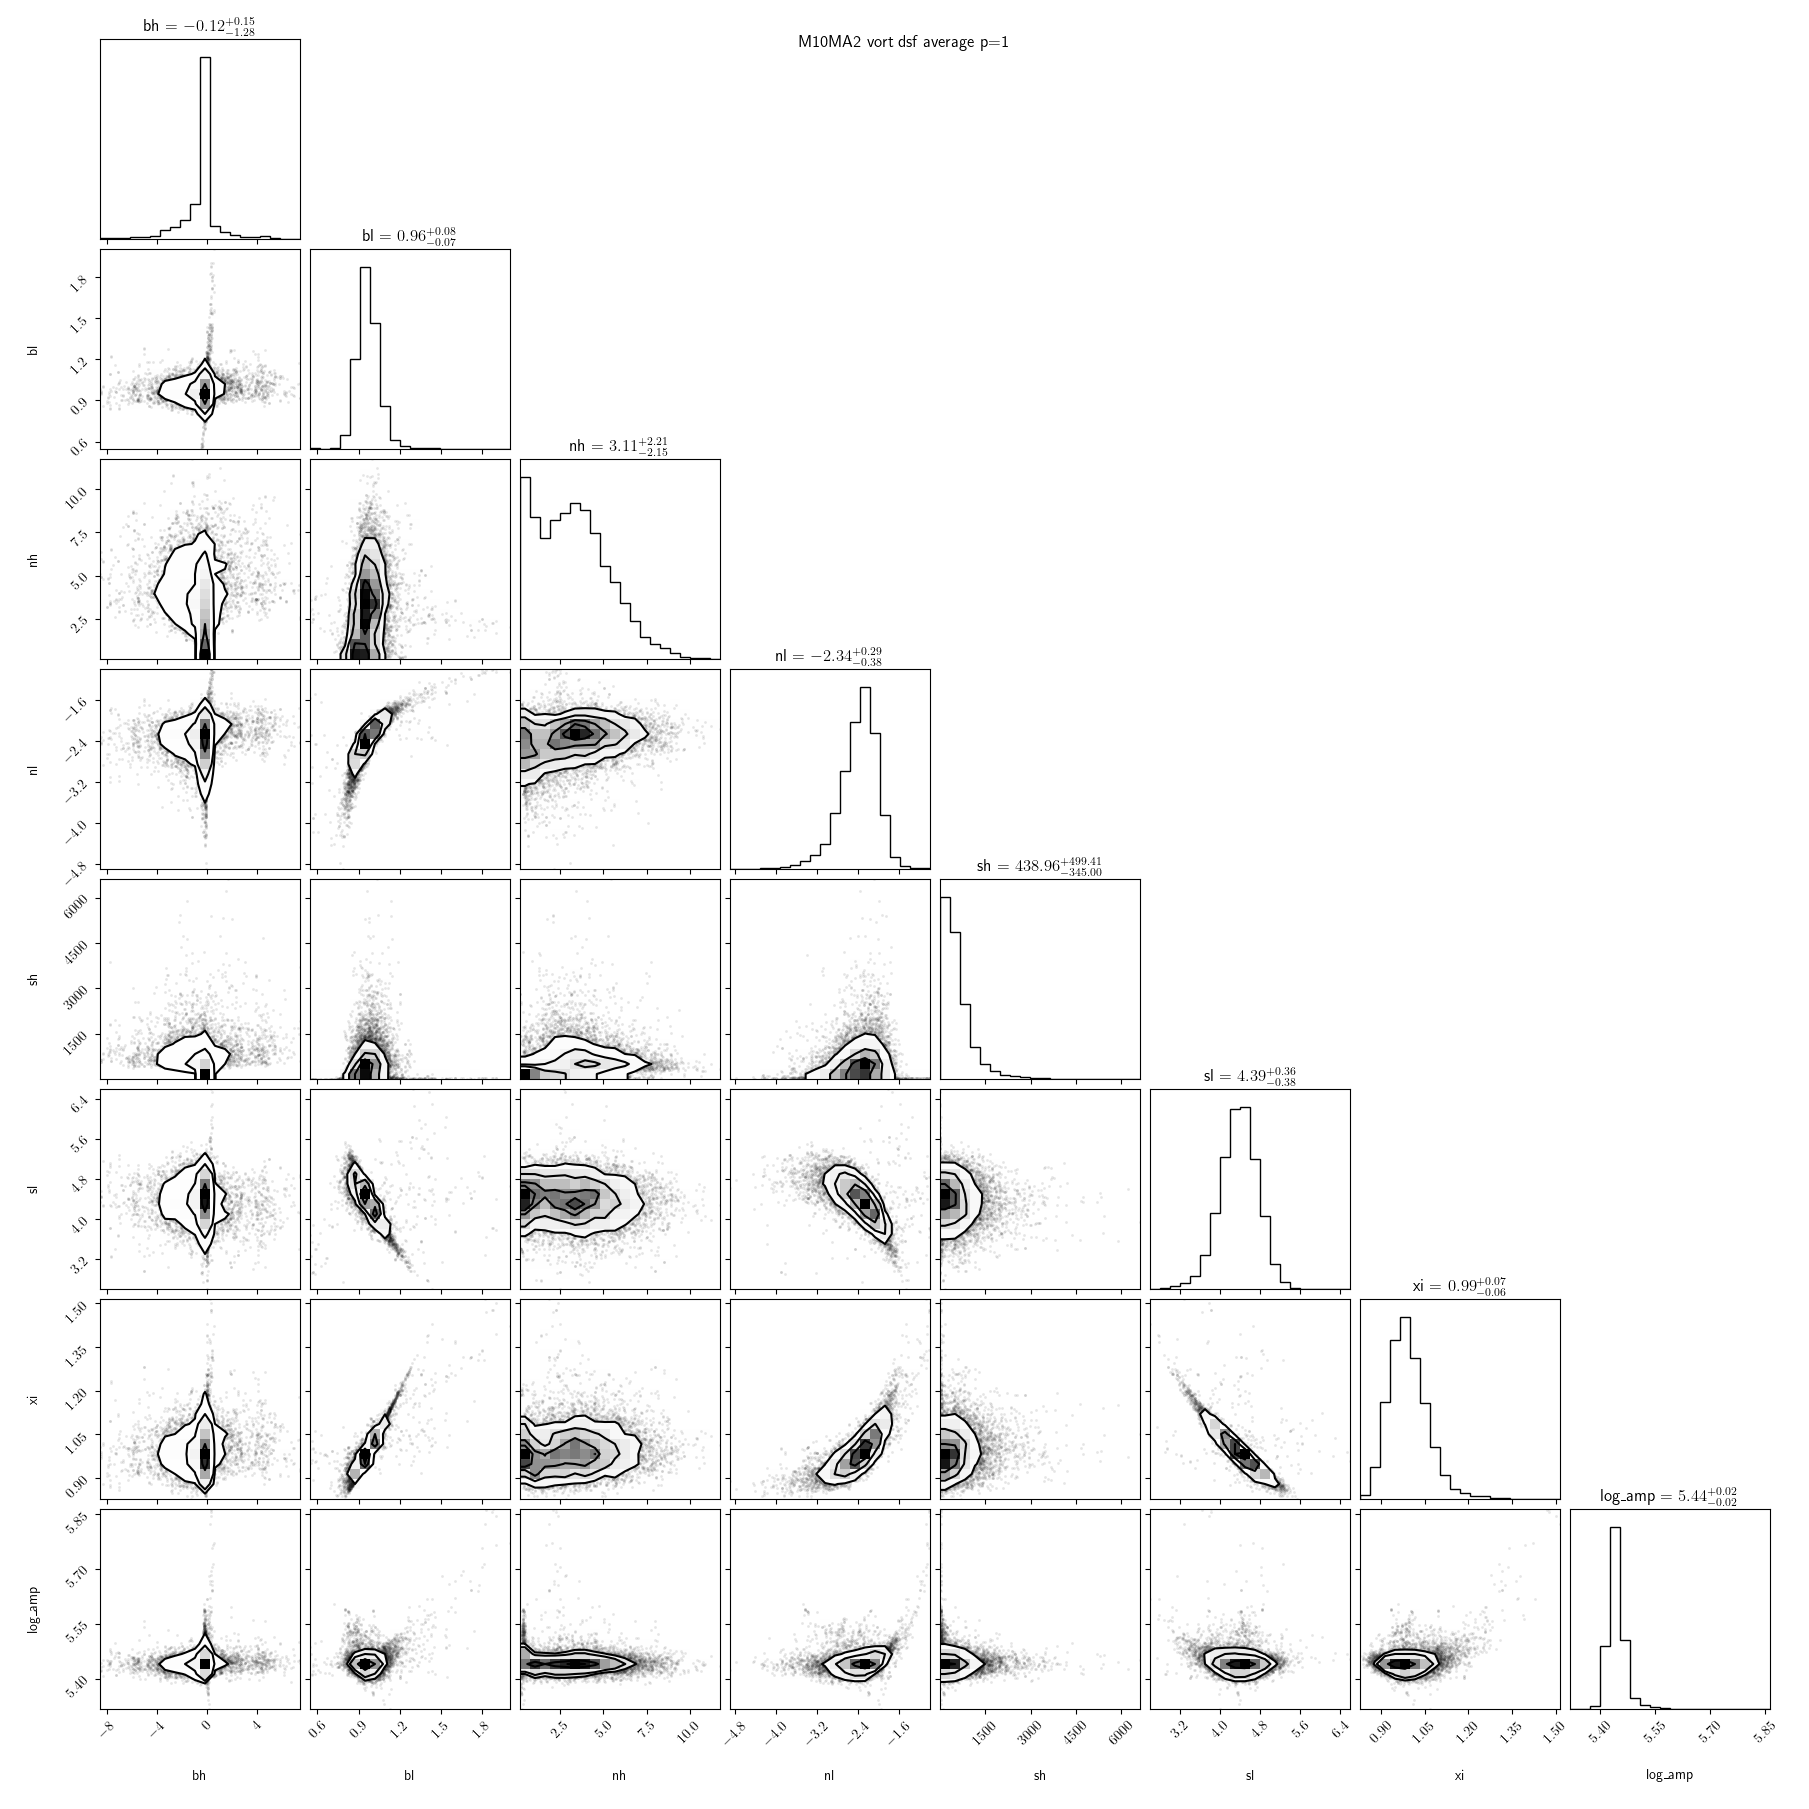 bh = −0.12+0.15−1.28
M10MA2 vort dsf average p=1
bl = 0.96+0.08−0.07
bl
1.8
1.5
1.2
0.9
0.6
nh = 3.11+2.21−2.15
nh
10.0
7.5
5.0
2.5
nl = −2.34+0.29−0.38
nl
−1.6
−2.4
−3.2
−4.0
−4.8
sh = 438.96+499.41−345.00
sh
6000
4500
3000
1500
sl = 4.39+0.36−0.38
sl
6.4
5.6
4.8
4.0
3.2
xi = 0.99+0.07−0.06
xi
1.50
1.35
1.20
1.05
0.90
log_amp = 5.44+0.02−0.02
log_amp
5.85
5.70
5.55
5.40
−8 −4 0 4 0.6 0.9 1.2 1.5 1.8 2.5 5.0 7.5 10.0 −4.8 −4.0 −3.2 −2.4 −1.6 1500 3000 4500 6000 3.2 4.0 4.8 5.6 6.4 0.90 1.05 1.20 1.35 1.50 5.40 5.55 5.70 5.85
bh bl nh nl sh sl xi log_amp